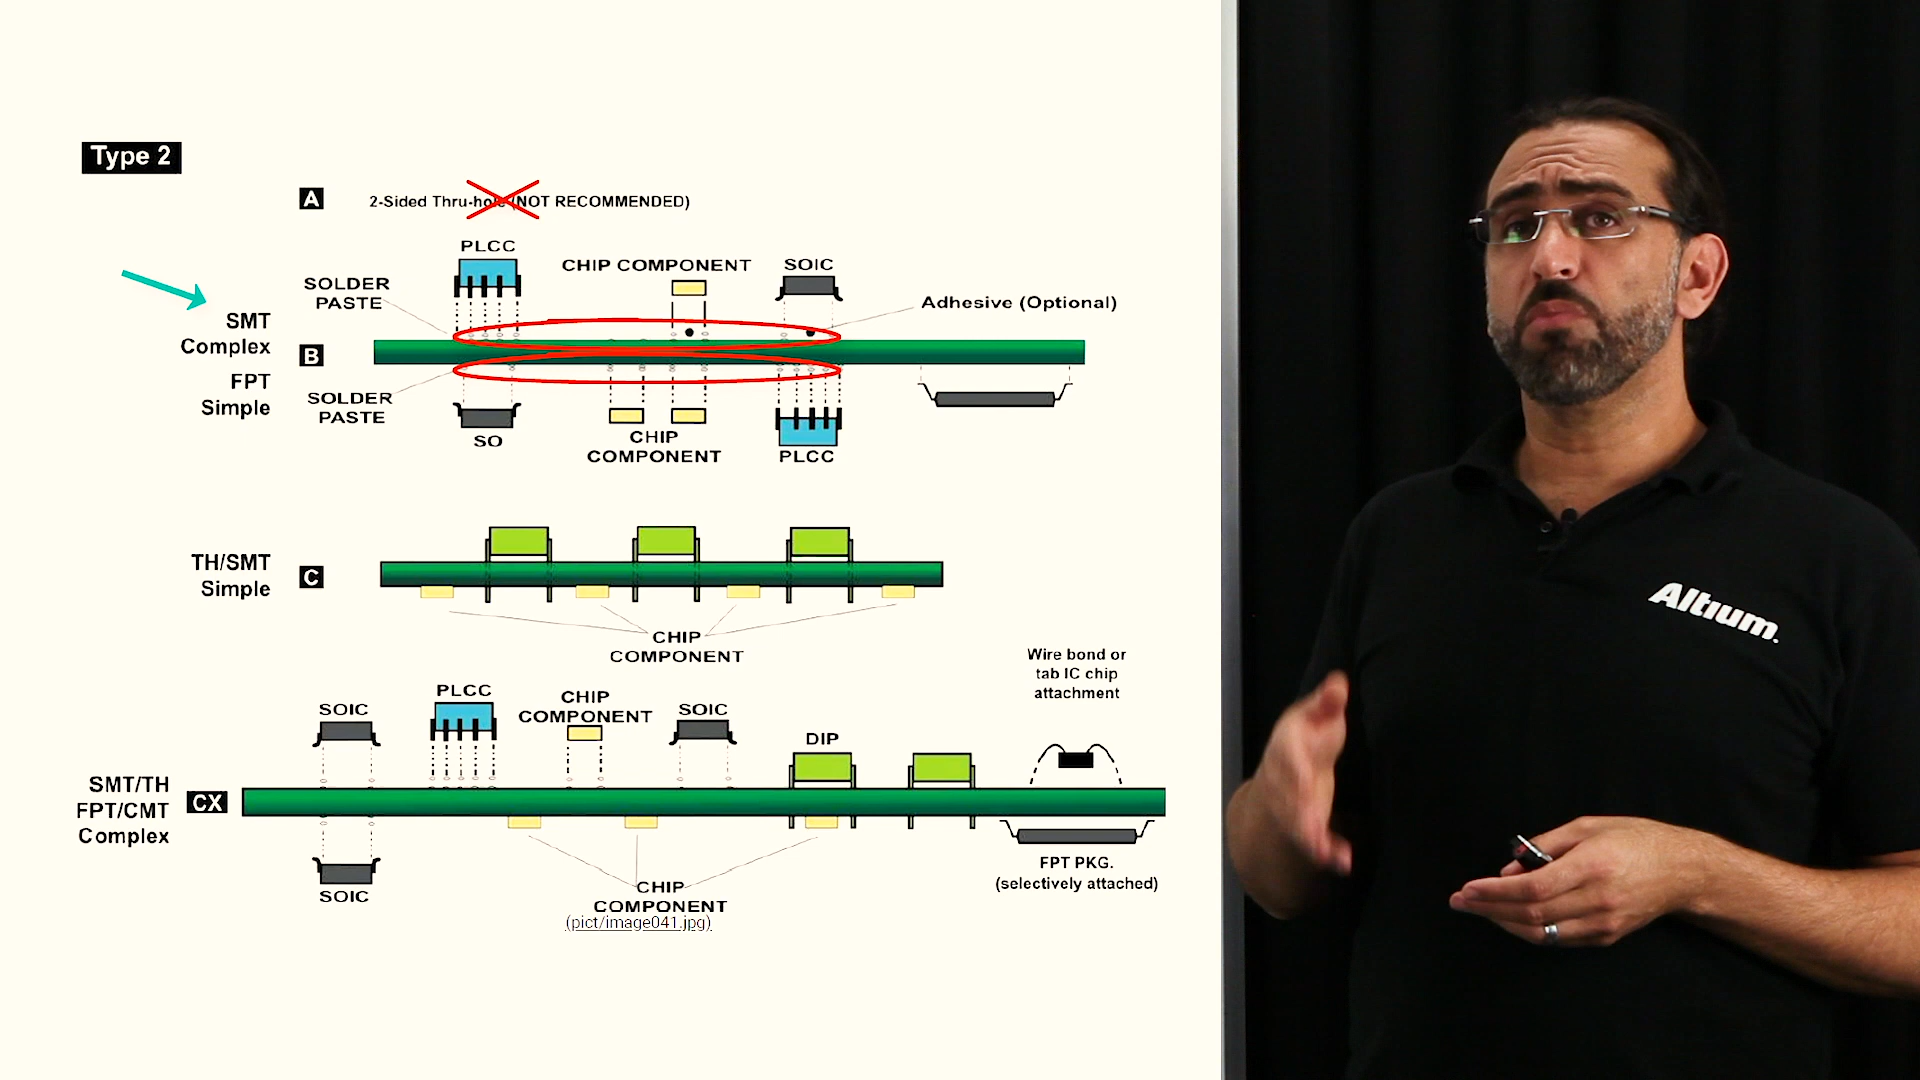 Type 2
A
2-Sided Thru-hole (NOT RECOMMENDED)
PLCC
CHIP COMPONENT
SOIC
SOLDER
PASTE
Adhesive (Optional)
SMT
Complex
B
FPT
Simple
SOLDER
PASTE
SO
CHIP
COMPONENT
PLCC
TH/SMT
Simple
C
CHIP
COMPONENT
Wire bond or
tab IC chip
attachment
SOIC
PLCC
CHIP
COMPONENT
SOIC
DIP
SMT/TH
FPT/CMT
Complex
CX
FPT PKG.
(selectively attached)
SOIC
CHIP
COMPONENT
(pict/image041.jpg)
Altium.